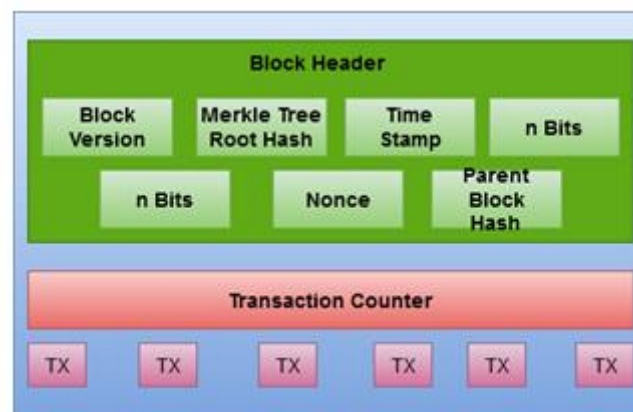 Block Header
Block
Version
Merkle Tree
Root Hash
Time
Stamp
n Bits
n Bits
Nonce
Parent
Block
Hash
Transaction Counter
TX
TX
TX
TX
TX
TX